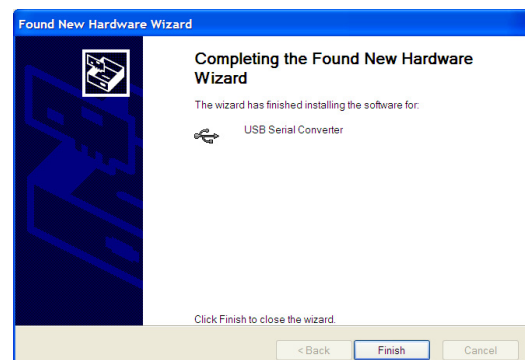 Found New Hardware Wizard
Completing the Found New Hardware
Wizard
The wizard has finished installing the software for:
USB Serial Converter
Click Finish to close the wizard.
< Back
Finish
Cancel